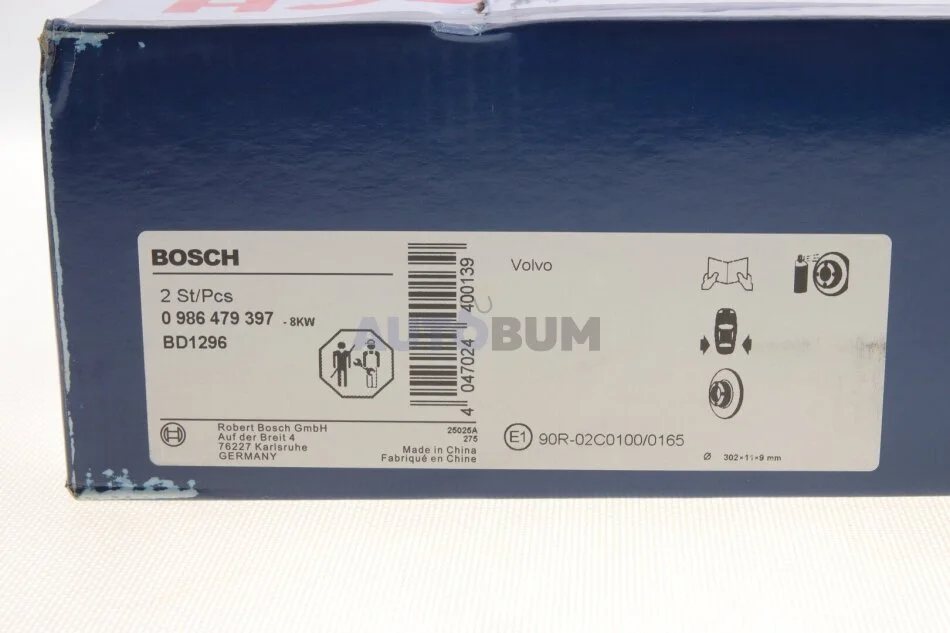 BOSCH
2 St/Pcs
0 986 479 397 - 8KW
BD1296
4 047024 400139
Volvo
AUTOBUM
Robert Bosch GmbH
Auf der Breit 4
76227 Karlsruhe
GERMANY
25025A
275
Made in China
Fabriqué en Chine
E1 90R-02C0100/0165
Ø 302×11×9 mm